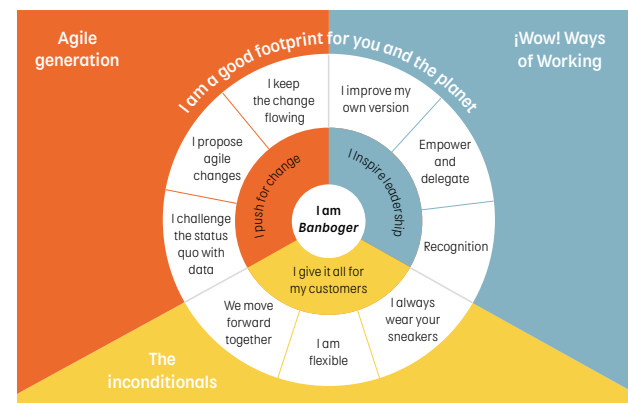 Agile
generation
¡Wow! Ways
of Working
I am a good footprint for you and the planet
I keep
the change
flowing
I improve my
own version
I propose
agile
changes
Empower
and
delegate
I push for change
I Inspire leadership
I challenge
the status
quo with
data
I am
Banboger
Recognition
I give it all for
my customers
We move
forward
together
I am
flexible
I always
wear your
sneakers
The
inconditionals